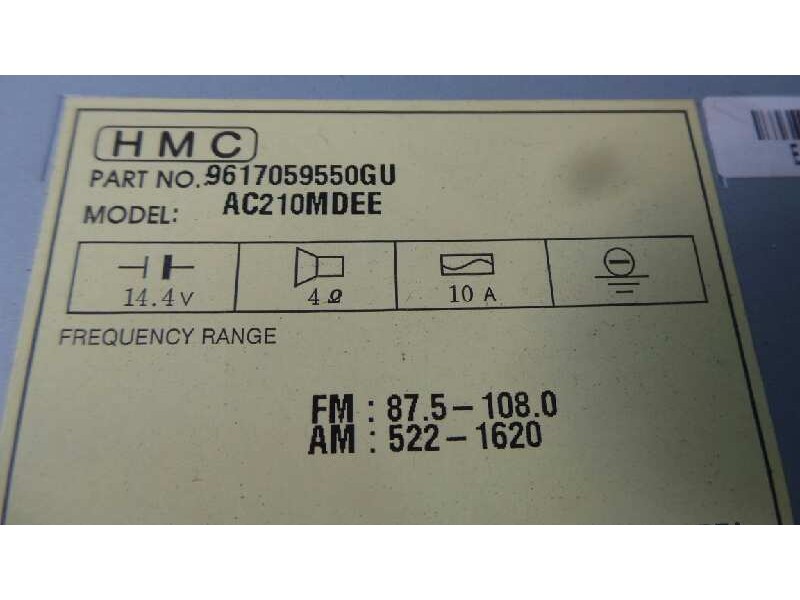 HMC
PART NO. 9617059550GU
MODEL: AC210MDEE
14.4V 4Ω 10 A
FREQUENCY RANGE
FM : 87.5-108.0
AM : 522-1620